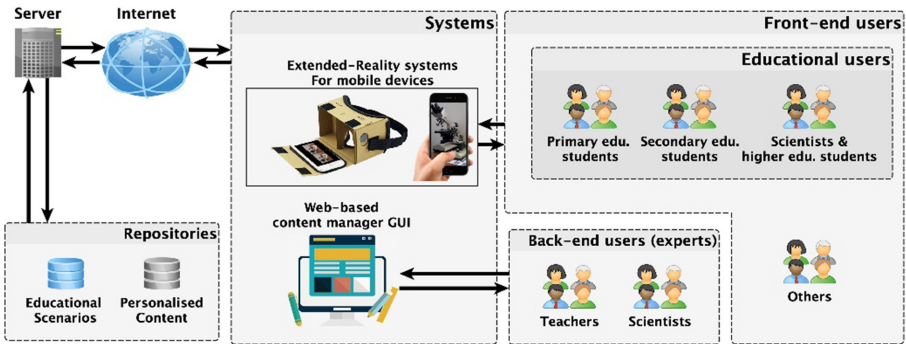 Server
Internet
Systems
Extended-Reality systems
For mobile devices
Web-based
content manager GUI
Front-end users
Educational users
Primary edu.
students
Secondary edu.
students
Scientists &
higher edu. students
Others
Repositories
Educational
Scenarios
Personalised
Content
Back-end users (experts)
Teachers
Scientists